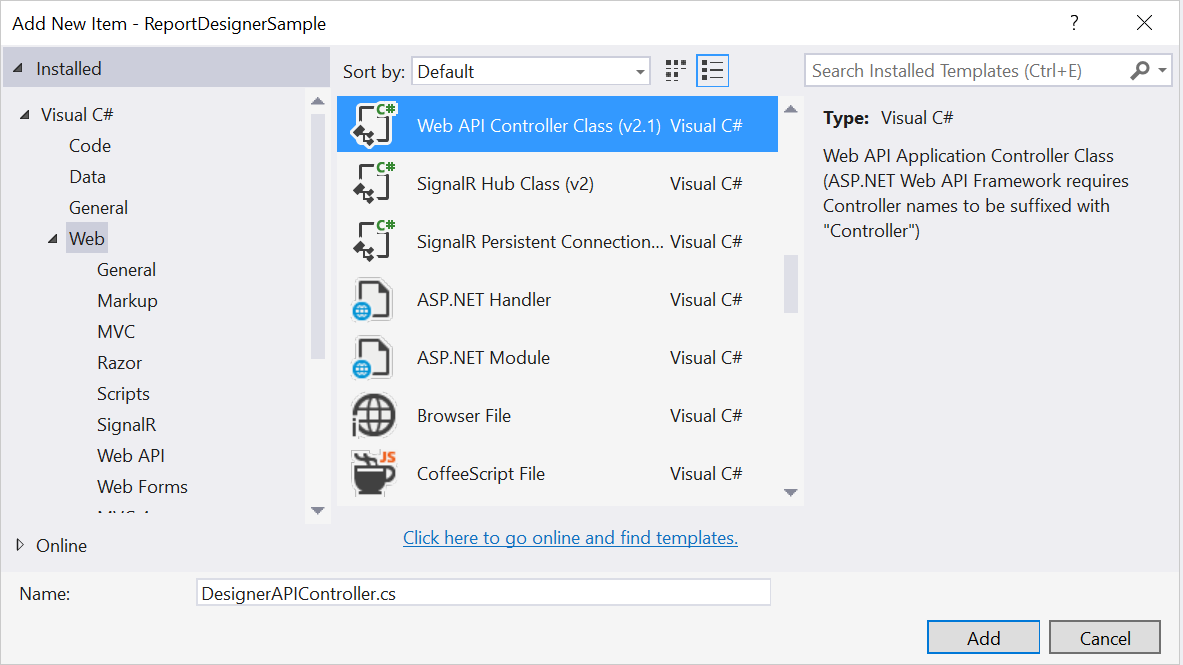 Add New Item - ReportDesignerSample
?
Installed
Sort by: Default
Search Installed Templates (Ctrl+E)
Visual C#
Code
Data
General
Web
General
Markup
MVC
Razor
Scripts
SignalR
Web API
Web Forms
Online
C# Web API Controller Class (v2.1) Visual C#
C# SignalR Hub Class (v2) Visual C#
C# SignalR Persistent Connection... Visual C#
ASP.NET Handler Visual C#
ASP.NET Module Visual C#
Browser File Visual C#
JS CoffeeScript File Visual C#
Click here to go online and find templates.
Type: Visual C#
Web API Application Controller Class
(ASP.NET Web API Framework requires
Controller names to be suffixed with
"Controller")
Name: DesignerAPIController.cs
Add Cancel